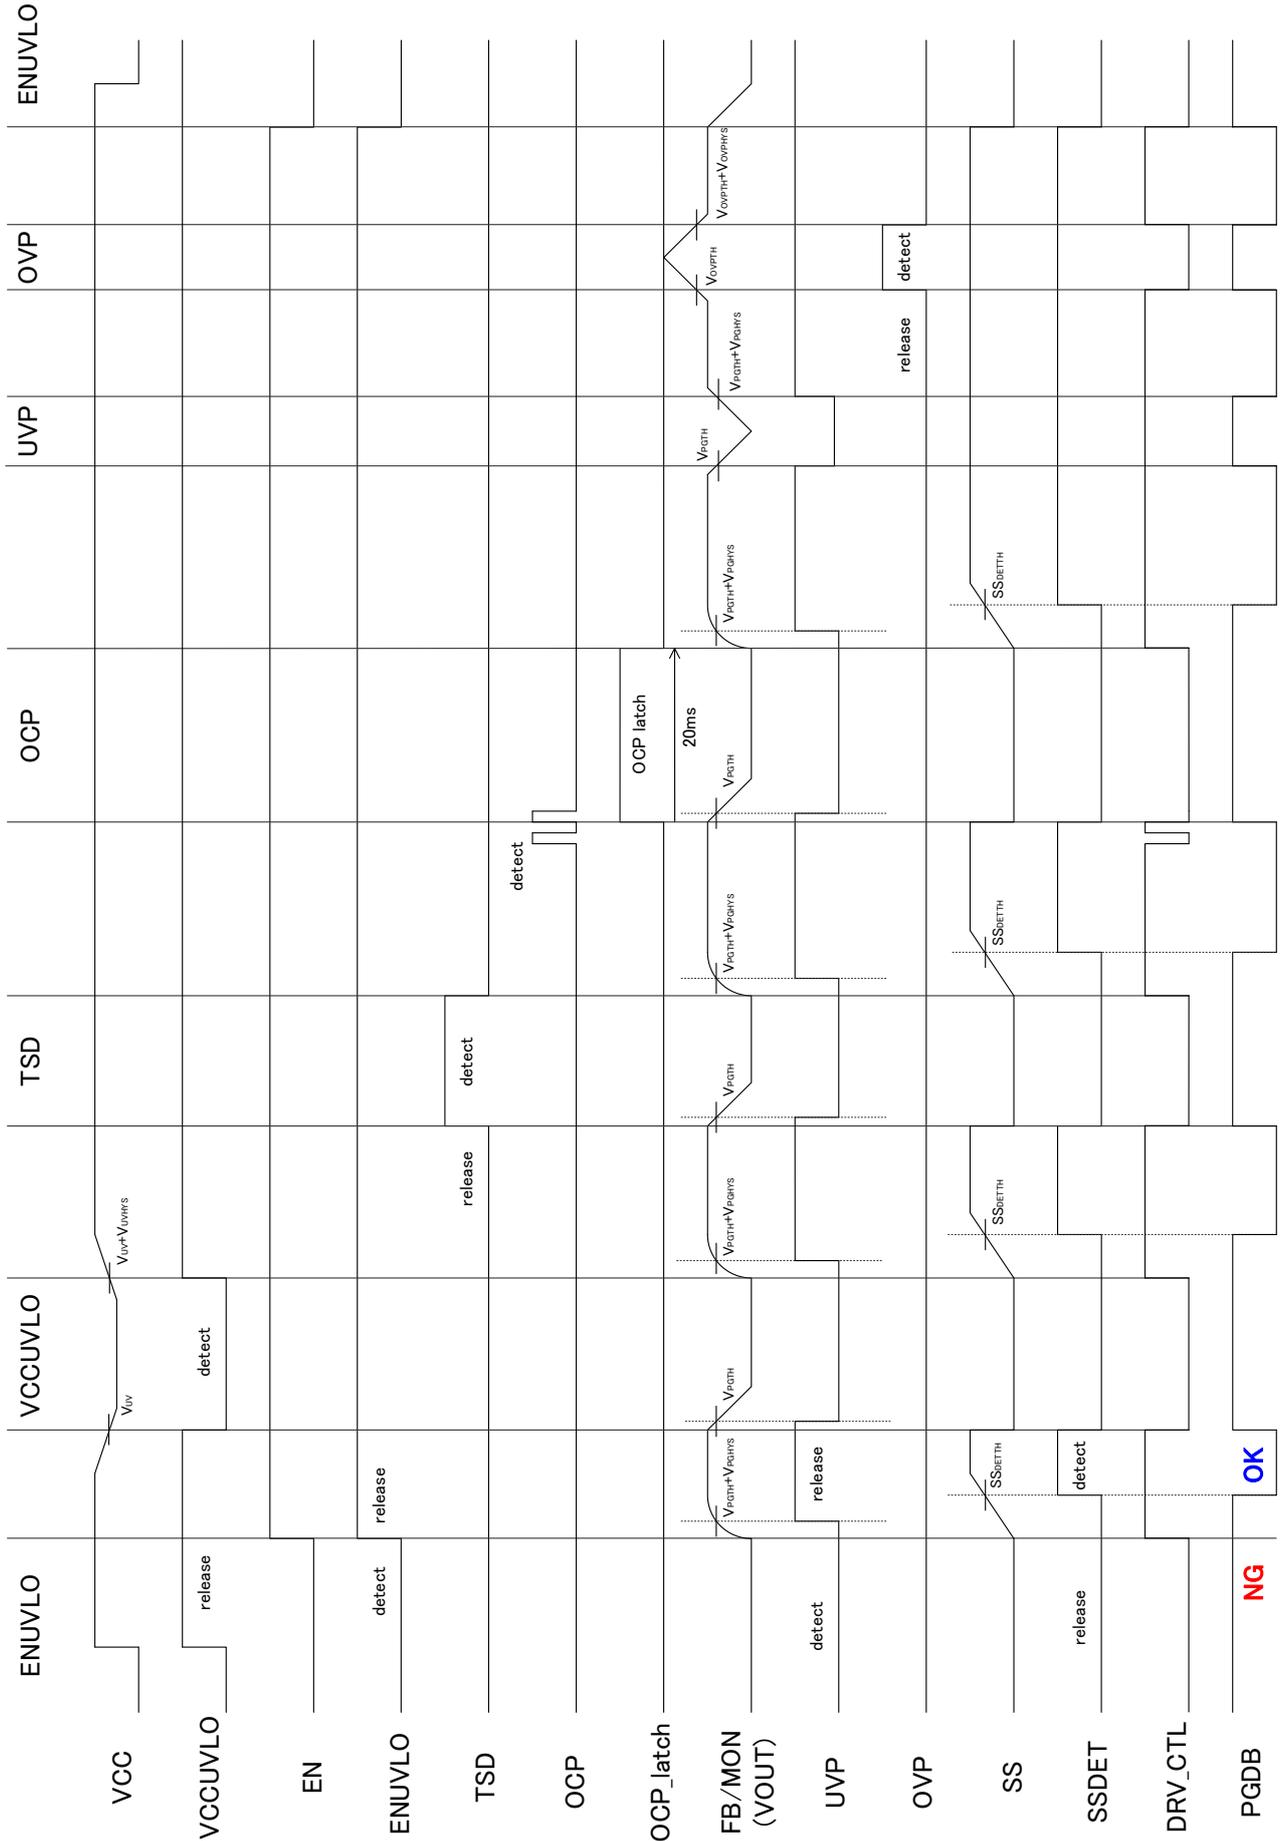 ENUVLO
VCCUVLO
TSD
OCP
UVP
OVP
ENUVLO
VCC
VUV
VUV+VUVHYS
VCCUVLO
release
detect
EN
ENUVLO
detect
release
TSD
release
detect
OCP
detect
OCP_latch
OCP latch
20ms
FB/MON
(VOUT)
VPGTH+VPGHYS
VPGTH
VPGTH+VPGHYS
VPGTH
VPGTH+VPGHYS
VPGTH
VPGTH+VPGHYS
VPGTH
VPGTH+VPGHYS
VOVPTH
VOVPTH+VOVPHYS
UVP
detect
release
OVP
release
detect
SS
SSDETTH
SSDETTH
SSDETTH
SSDETTH
SSDET
release
detect
DRV_CTL
PGDB
NG
OK